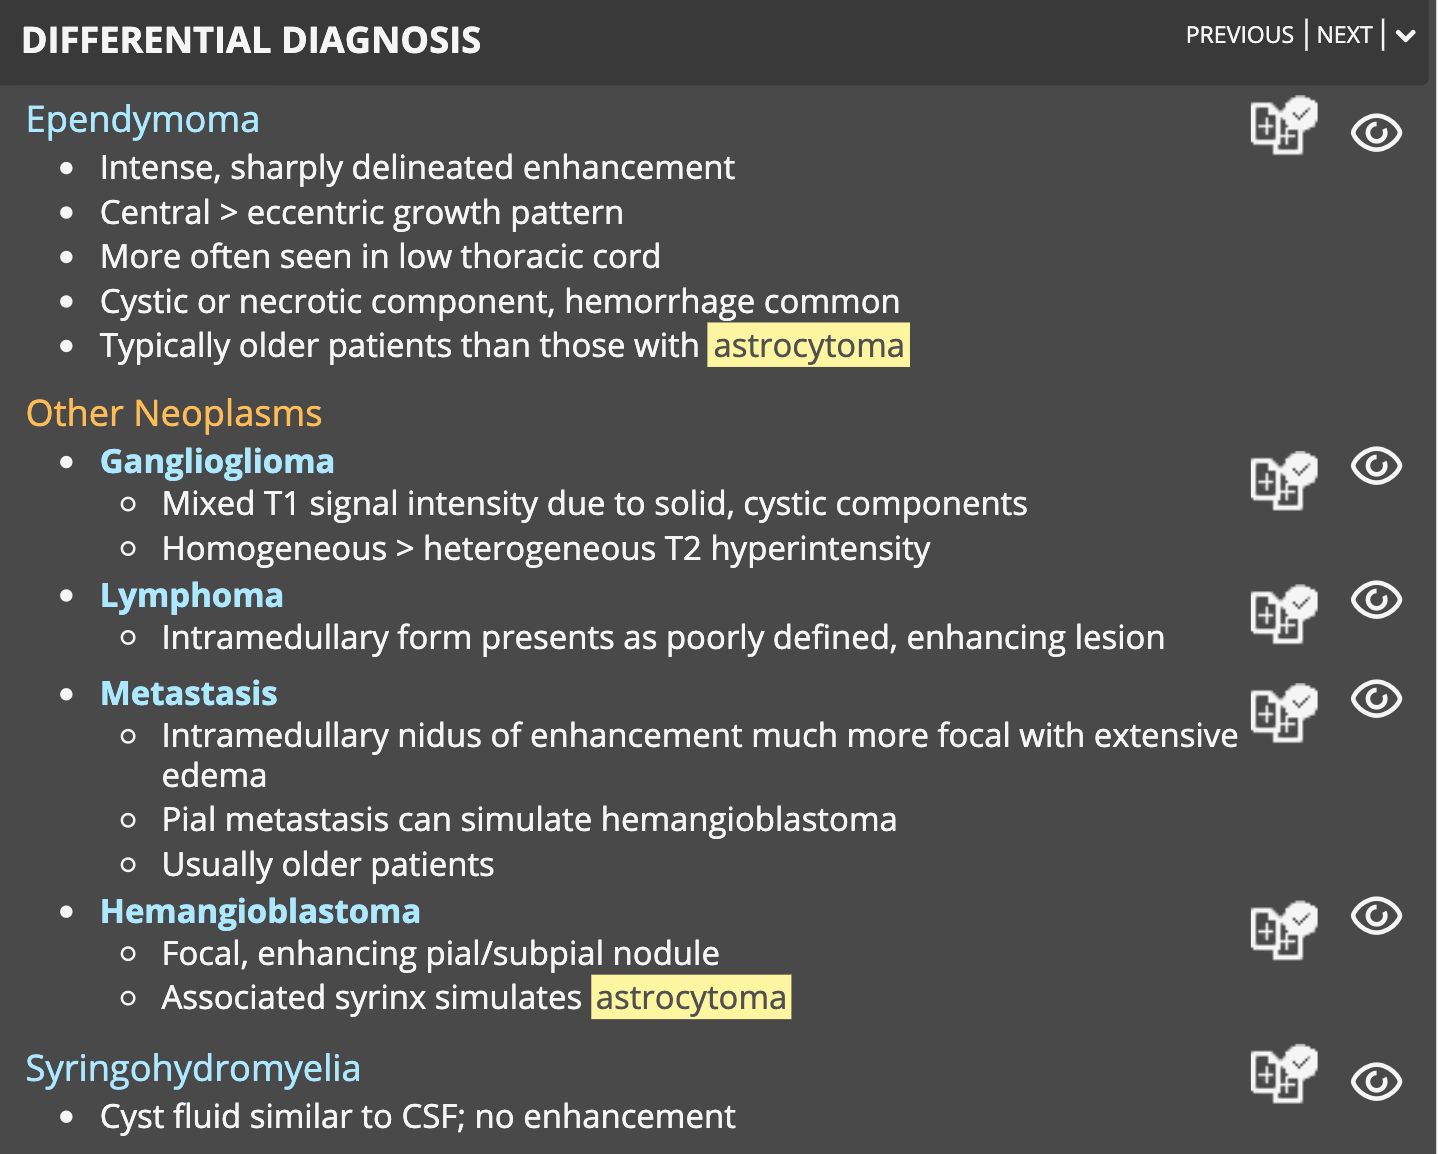 DIFFERENTIAL DIAGNOSIS
PREVIOUS | NEXT |
Ependymoma
• Intense, sharply delineated enhancement
• Central > eccentric growth pattern
• More often seen in low thoracic cord
• Cystic or necrotic component, hemorrhage common
• Typically older patients than those with astrocytoma
Other Neoplasms
• Ganglioglioma
○ Mixed T1 signal intensity due to solid, cystic components
○ Homogeneous > heterogeneous T2 hyperintensity
• Lymphoma
○ Intramedullary form presents as poorly defined, enhancing lesion
• Metastasis
○ Intramedullary nidus of enhancement much more focal with extensive
edema
○ Pial metastasis can simulate hemangioblastoma
○ Usually older patients
• Hemangioblastoma
○ Focal, enhancing pial/subpial nodule
○ Associated syrinx simulates astrocytoma
Syringohydromyelia
• Cyst fluid similar to CSF; no enhancement